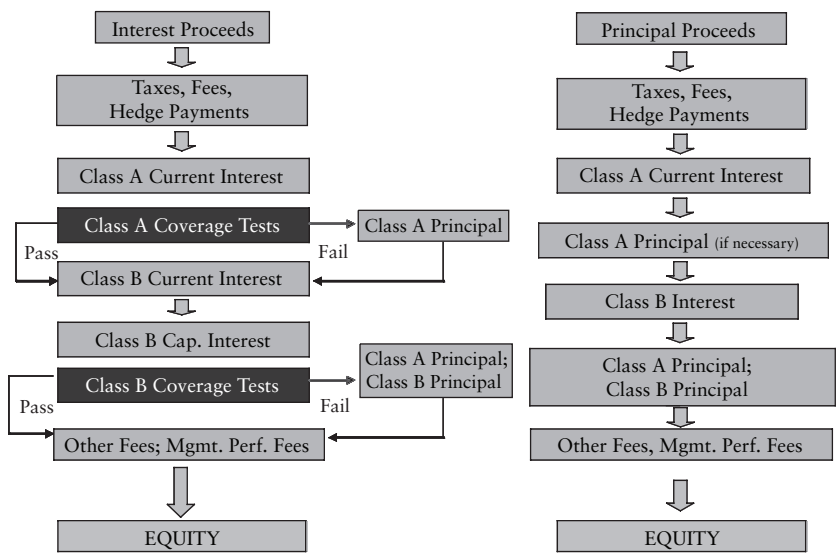 Interest Proceeds
Taxes, Fees,
Hedge Payments
Class A Current Interest
Class A Coverage Tests
Class A Principal
Pass
Fail
Class B Current Interest
Class B Cap. Interest
Class B Coverage Tests
Class A Principal;
Class B Principal
Pass
Fail
Other Fees; Mgmt. Perf. Fees
EQUITY
Principal Proceeds
Taxes, Fees,
Hedge Payments
Class A Current Interest
Class A Principal (if necessary)
Class B Interest
Class A Principal;
Class B Principal
Other Fees, Mgmt. Perf. Fees
EQUITY